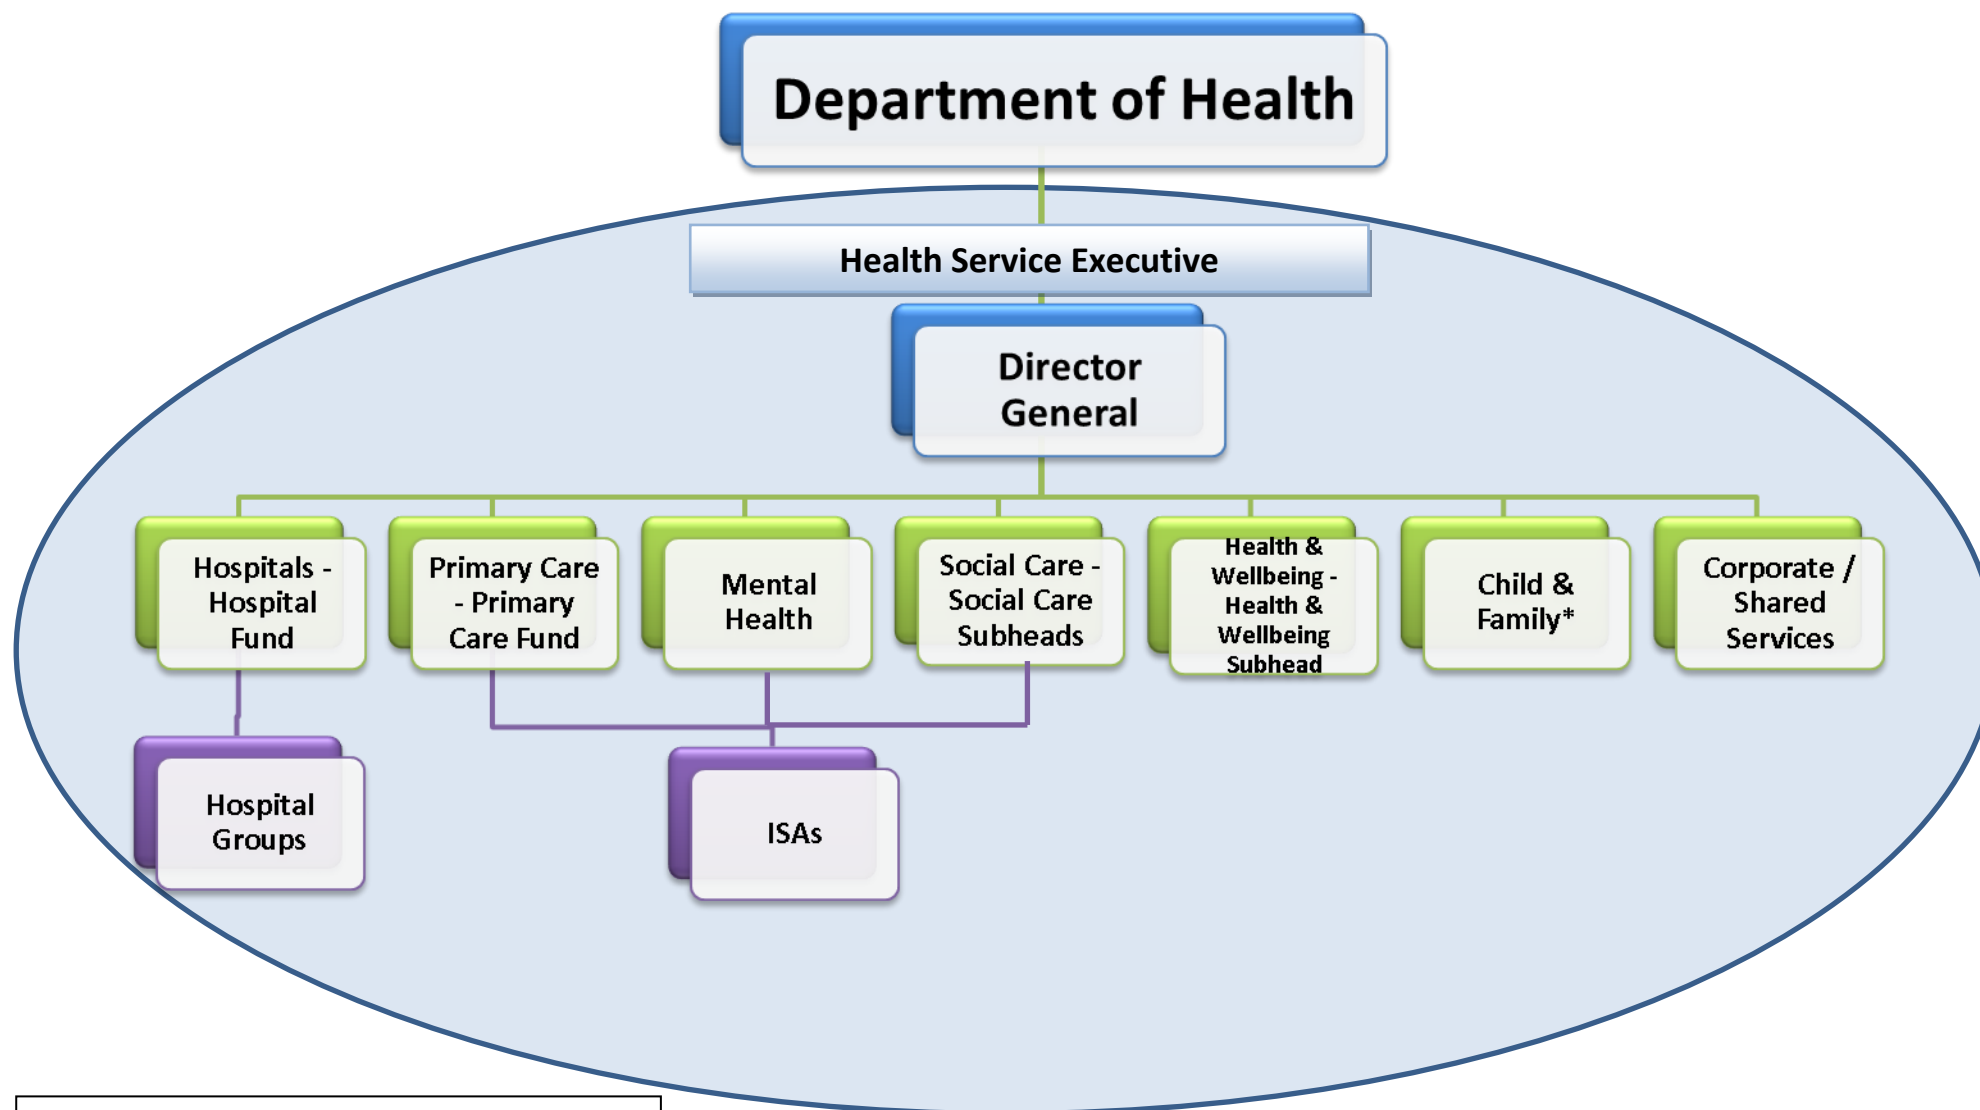 Department of Health
Health Service Executive
Director
General
Hospitals -
Hospital
Fund
Primary Care
- Primary
Care Fund
Mental
Health
Social Care -
Social Care
Subheads
Health &
Wellbeing -
Health &
Wellbeing
Subhead
Child &
Family*
Corporate /
Shared
Services
Hospital
Groups
ISAs